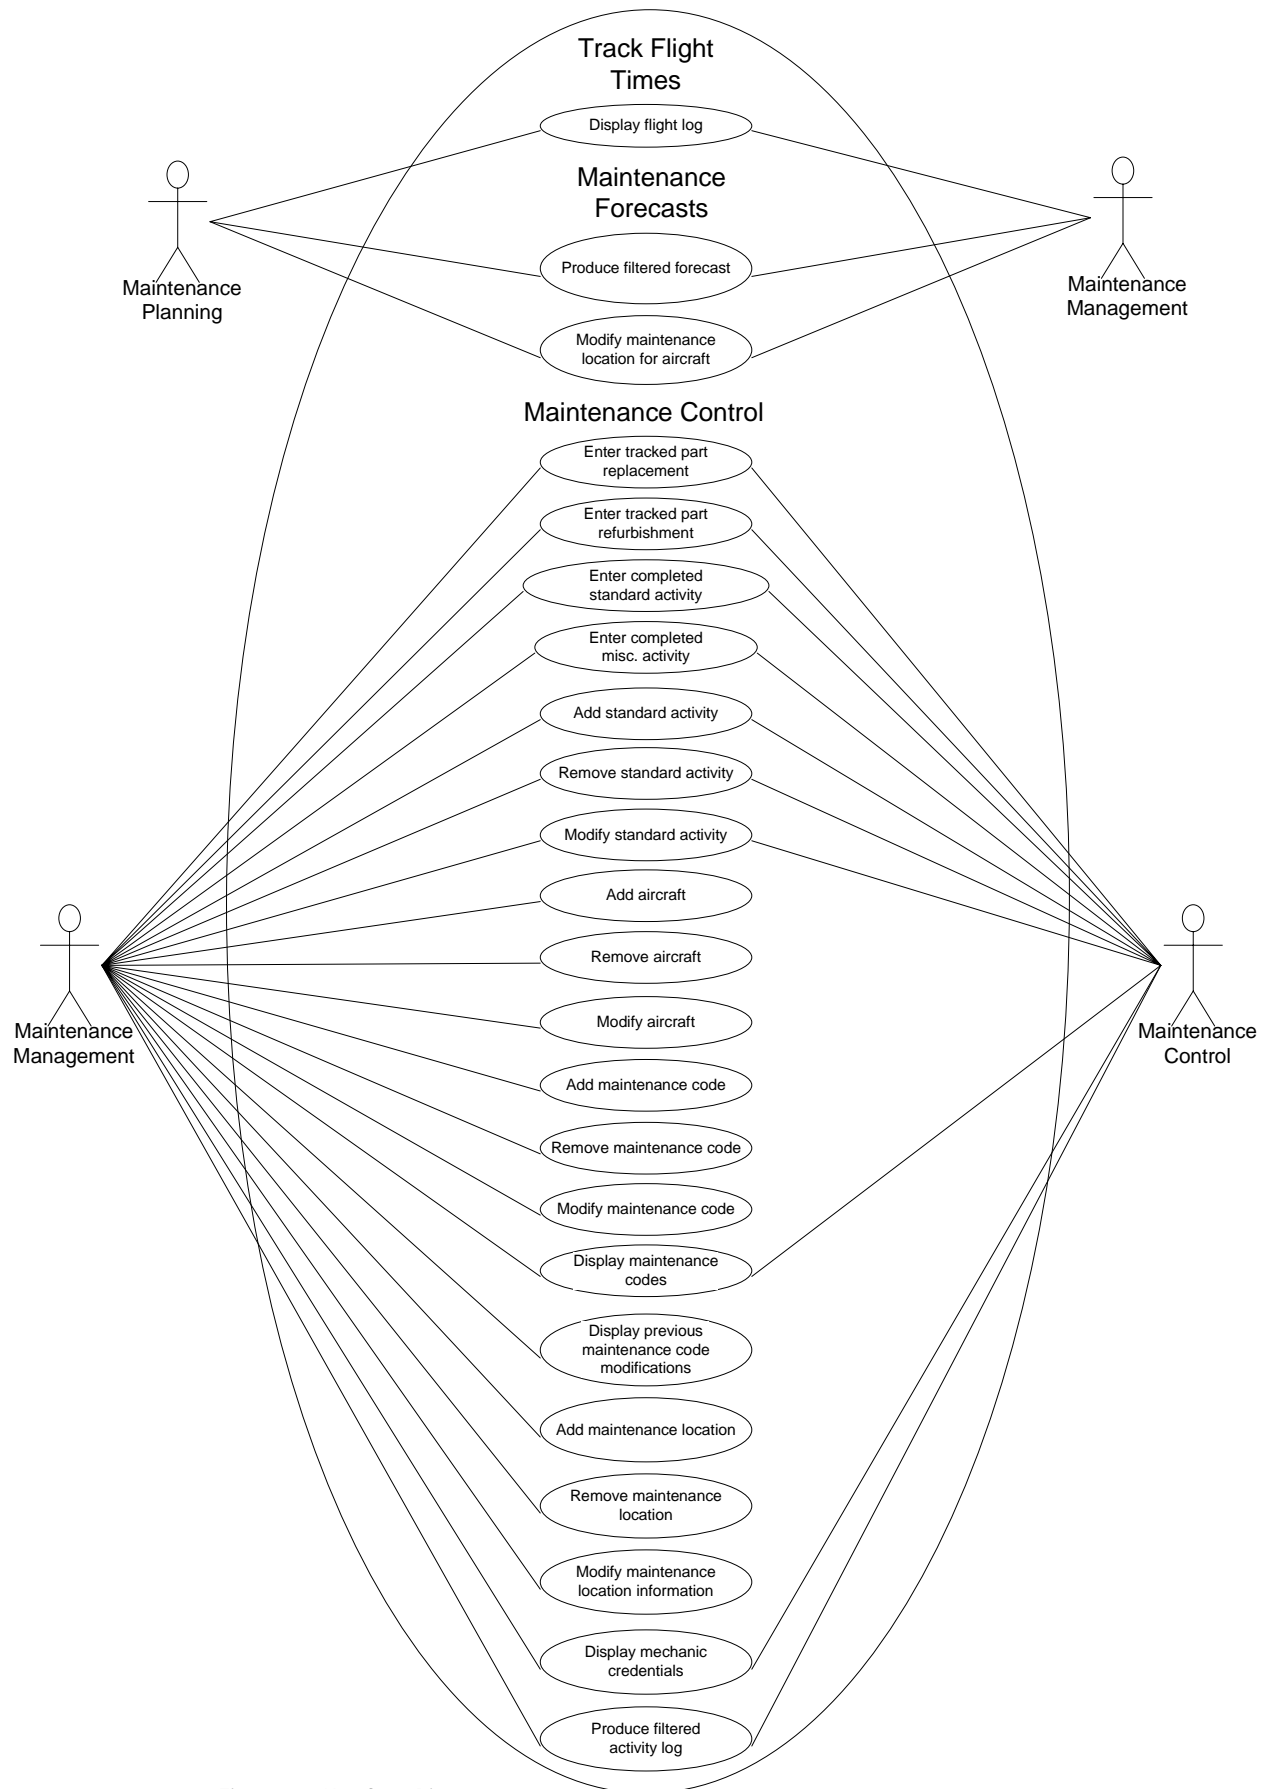 Track Flight
Times
Display flight log
Maintenance
Forecasts
Produce filtered forecast
Maintenance
Planning
Maintenance
Management
Modify maintenance
location for aircraft
Maintenance Control
Enter tracked part
replacement
Enter tracked part
refurbishment
Enter completed
standard activity
Enter completed
misc. activity
Add standard activity
Remove standard activity
Modify standard activity
Add aircraft
Remove aircraft
Modify aircraft
Maintenance
Management
Maintenance
Control
Add maintenance code
Remove maintenance code
Modify maintenance code
Display maintenance
codes
Display previous
maintenance code
modifications
Add maintenance location
Remove maintenance
location
Modify maintenance
location information
Display mechanic
credentials
Produce filtered
activity log